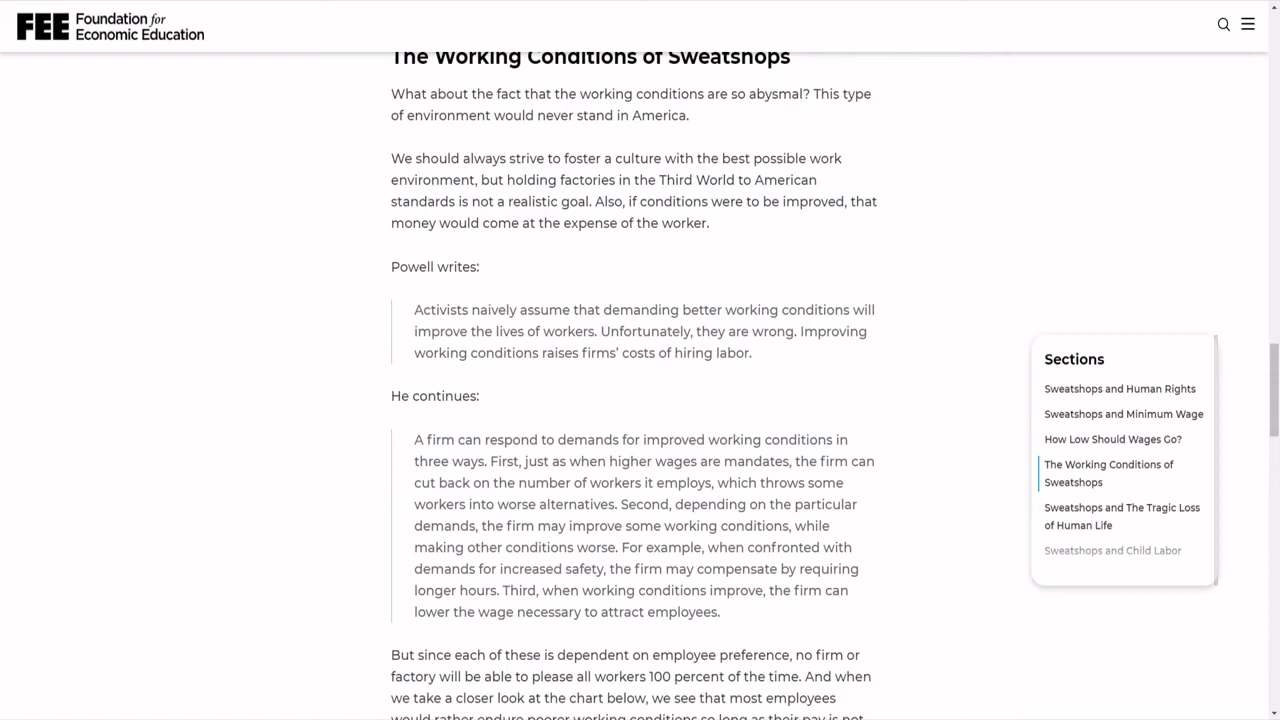 FEE Foundation for
Economic Education
The Working Conditions of Sweatshops
What about the fact that the working conditions are so abysmal? This type
of environment would never stand in America.
We should always strive to foster a culture with the best possible work
environment, but holding factories in the Third World to American
standards is not a realistic goal. Also, if conditions were to be improved, that
money would come at the expense of the worker.
Powell writes:
Activists naively assume that demanding better working conditions will
improve the lives of workers. Unfortunately, they are wrong. Improving
working conditions raises firms’ costs of hiring labor.
He continues:
A firm can respond to demands for improved working conditions in
three ways. First, just as when higher wages are mandates, the firm can
cut back on the number of workers it employs, which throws some
workers into worse alternatives. Second, depending on the particular
demands, the firm may improve some working conditions, while
making other conditions worse. For example, when confronted with
demands for increased safety, the firm may compensate by requiring
longer hours. Third, when working conditions improve, the firm can
lower the wage necessary to attract employees.
But since each of these is dependent on employee preference, no firm or
factory will be able to please all workers 100 percent of the time. And when
we take a closer look at the chart below, we see that most employees
would rather endure poorer working conditions so long as their pay is not
Sections
Sweatshops and Human Rights
Sweatshops and Minimum Wage
How Low Should Wages Go?
The Working Conditions of
Sweatshops
Sweatshops and The Tragic Loss
of Human Life
Sweatshops and Child Labor